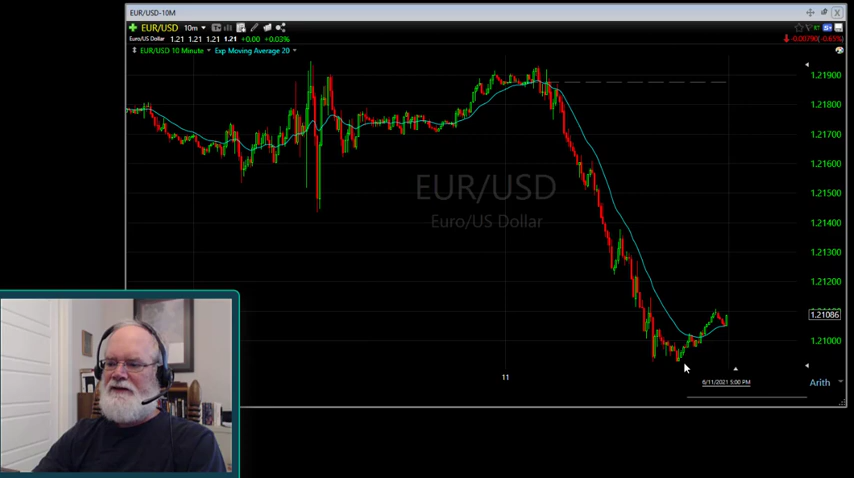 EUR/USD-10M
EUR/USD 10m
Euro/US Dollar 1.21 1.21 1.21 1.21 +0.00 +0.03%
EUR/USD 10 Minute Exp Moving Average 20
-0.00790 (-0.65%)
1.21900
1.21800
1.21700
1.21600
1.21500
1.21400
1.21300
1.21200
1.21086
1.21000
EUR/USD
Euro/US Dollar
11
6/11/2021 5:00 PM
Arith